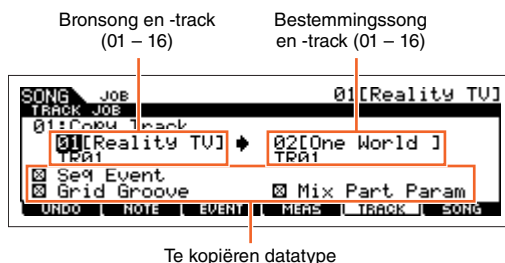 Bronsong en -track
(01 – 16)
Bestemmingssong
en -track (01 – 16)
SONG JOB 01[Reality TV]
TRACK JOB
01:Copy Track
01[Reality TV] 02[One World ]
TR01 TR01
Seq Event
Grid Groove Mix Part Param
UNDO NOTE EVENT MEAS TRACK SONG
Te kopiëren datatype